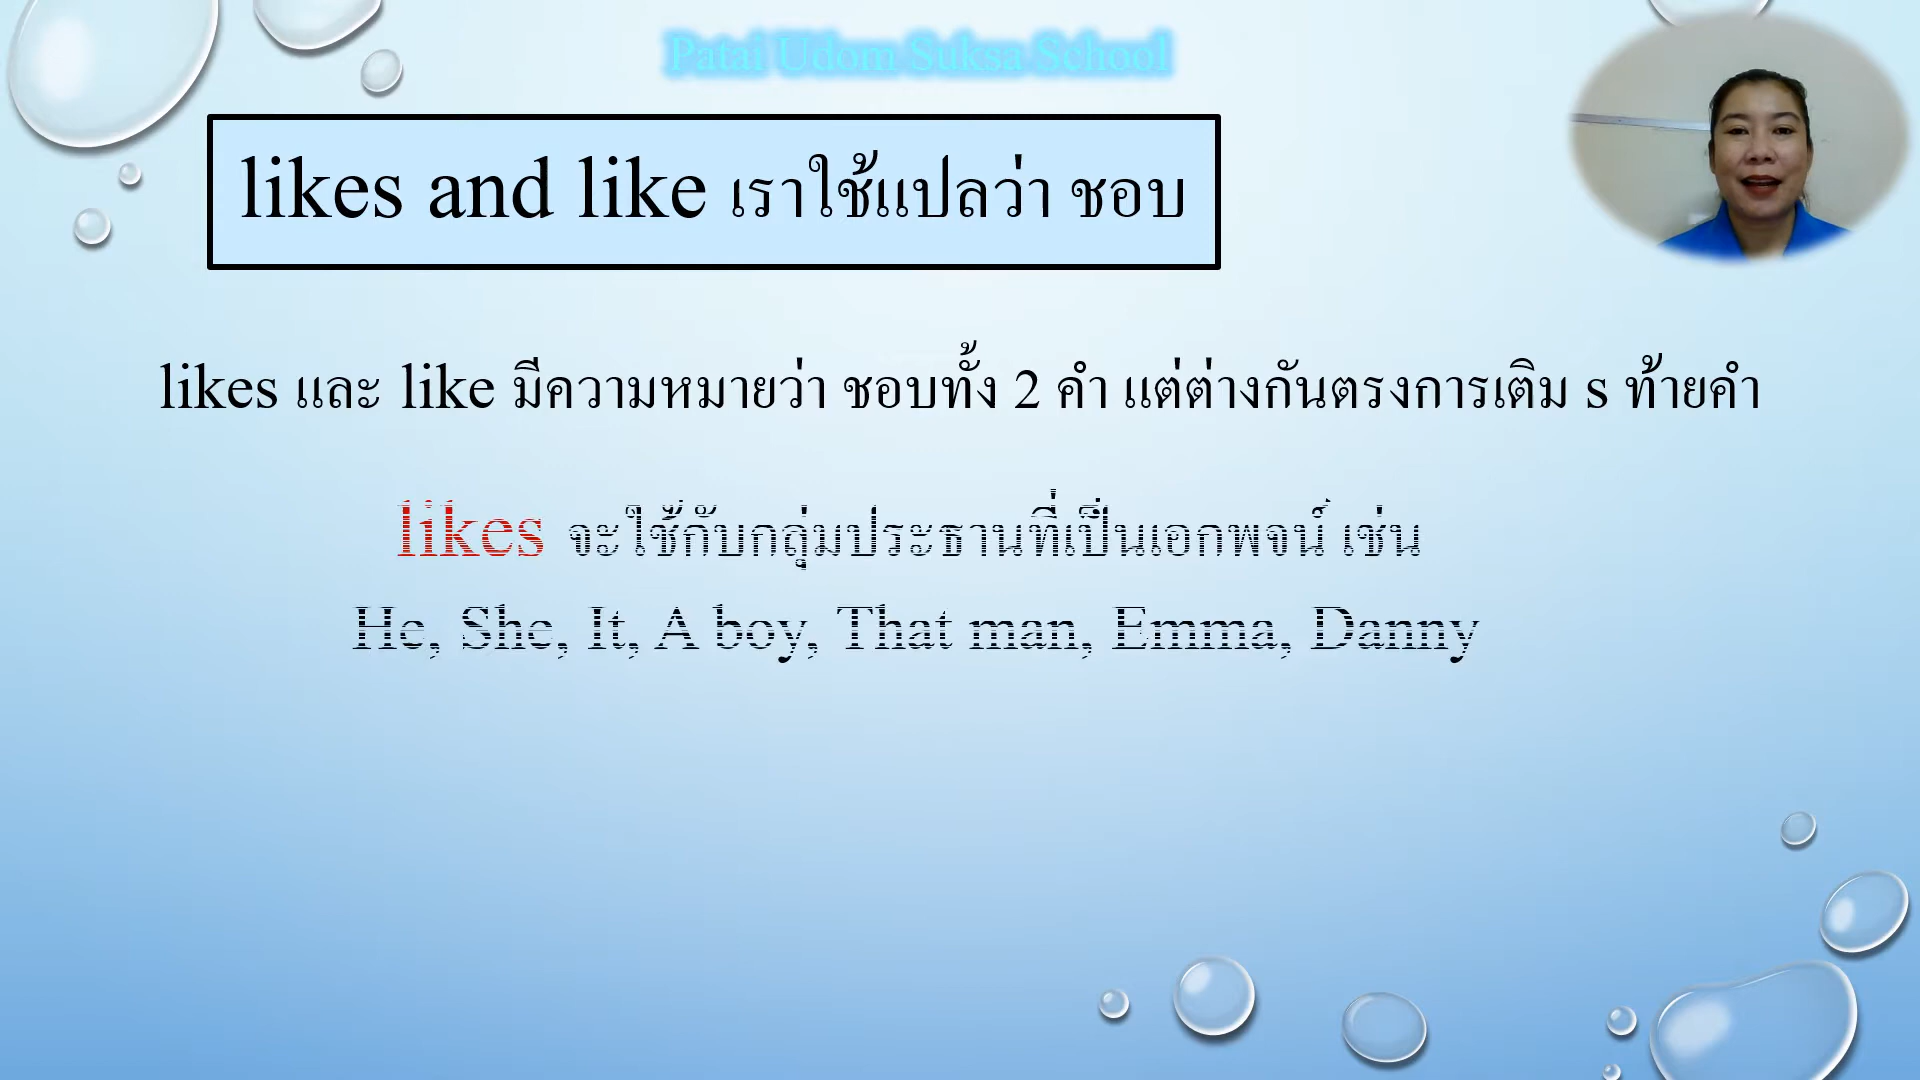 Patai Udom Suksa School
likes and like เราใช้แปลว่า ชอบ
likes และ like มีความหมายว่า ชอบทั้ง 2 คำ แต่ต่างกันตรงการเติม s ท้ายคำ
likes จะใช้กับกลุ่มประธานที่เป็นเอกพจน์ เช่น
He, She, It, A boy, That man, Emma, Danny